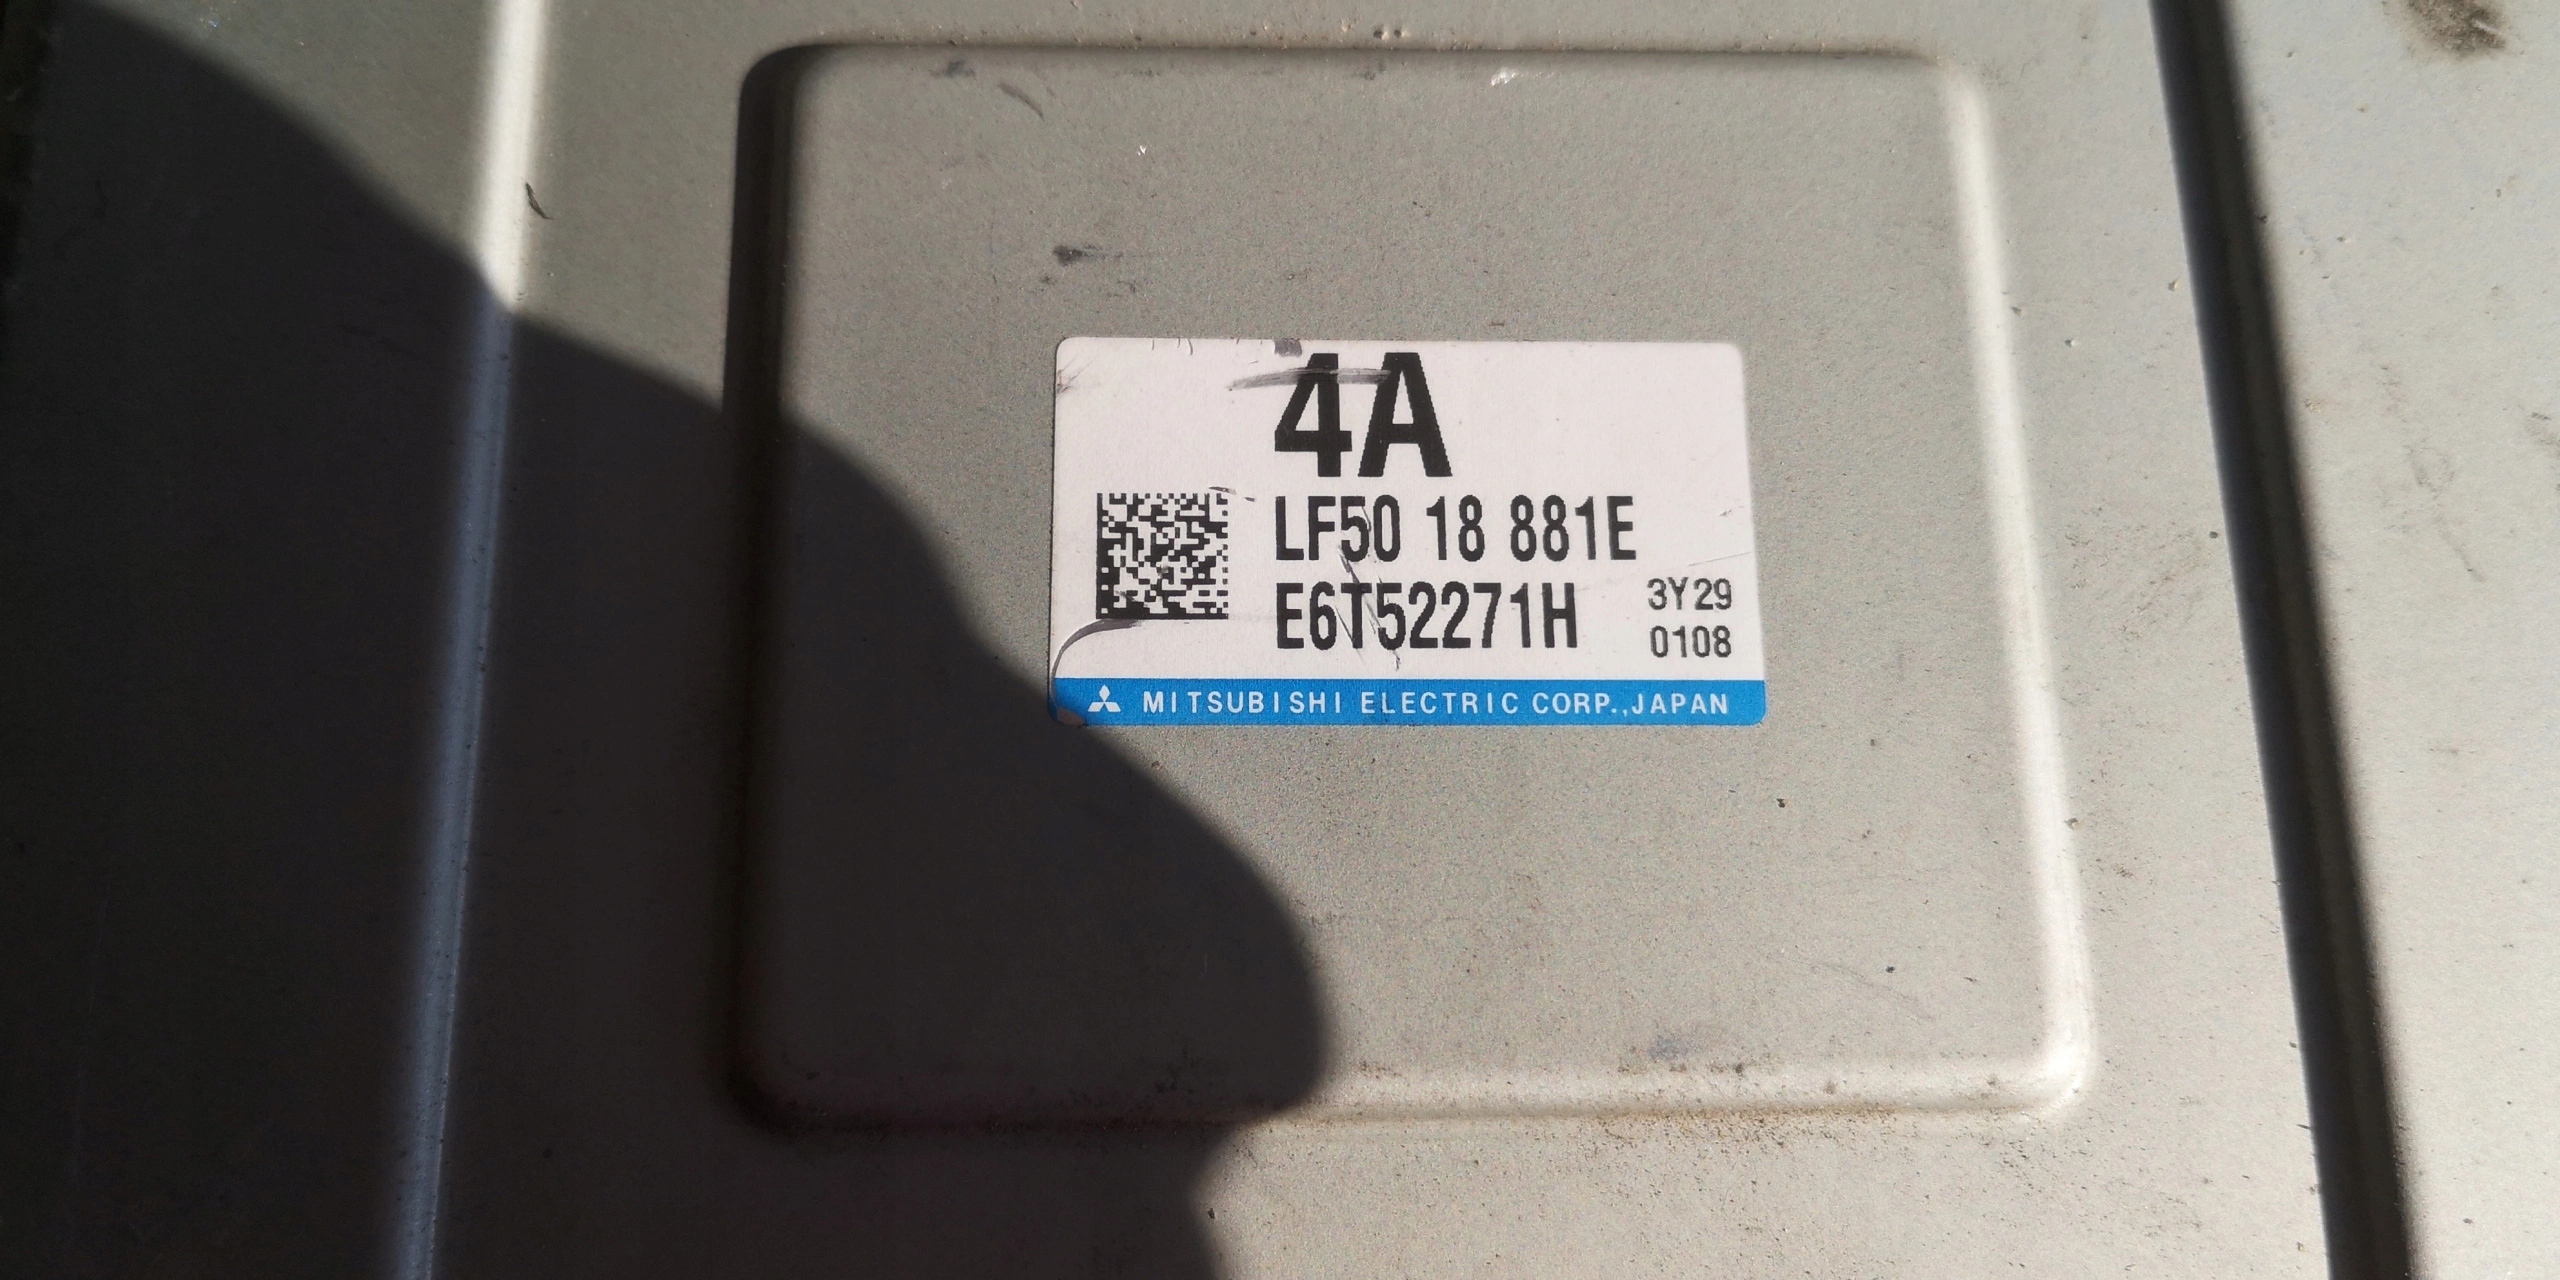 4A
LF50 18 881E
E6T52271H
3Y29
0108
MITSUBISHI ELECTRIC CORP.,JAPAN